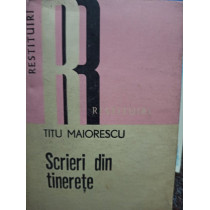 RESTITUIRI
TITU MAIORESCU
Scrieri din
tinerețe